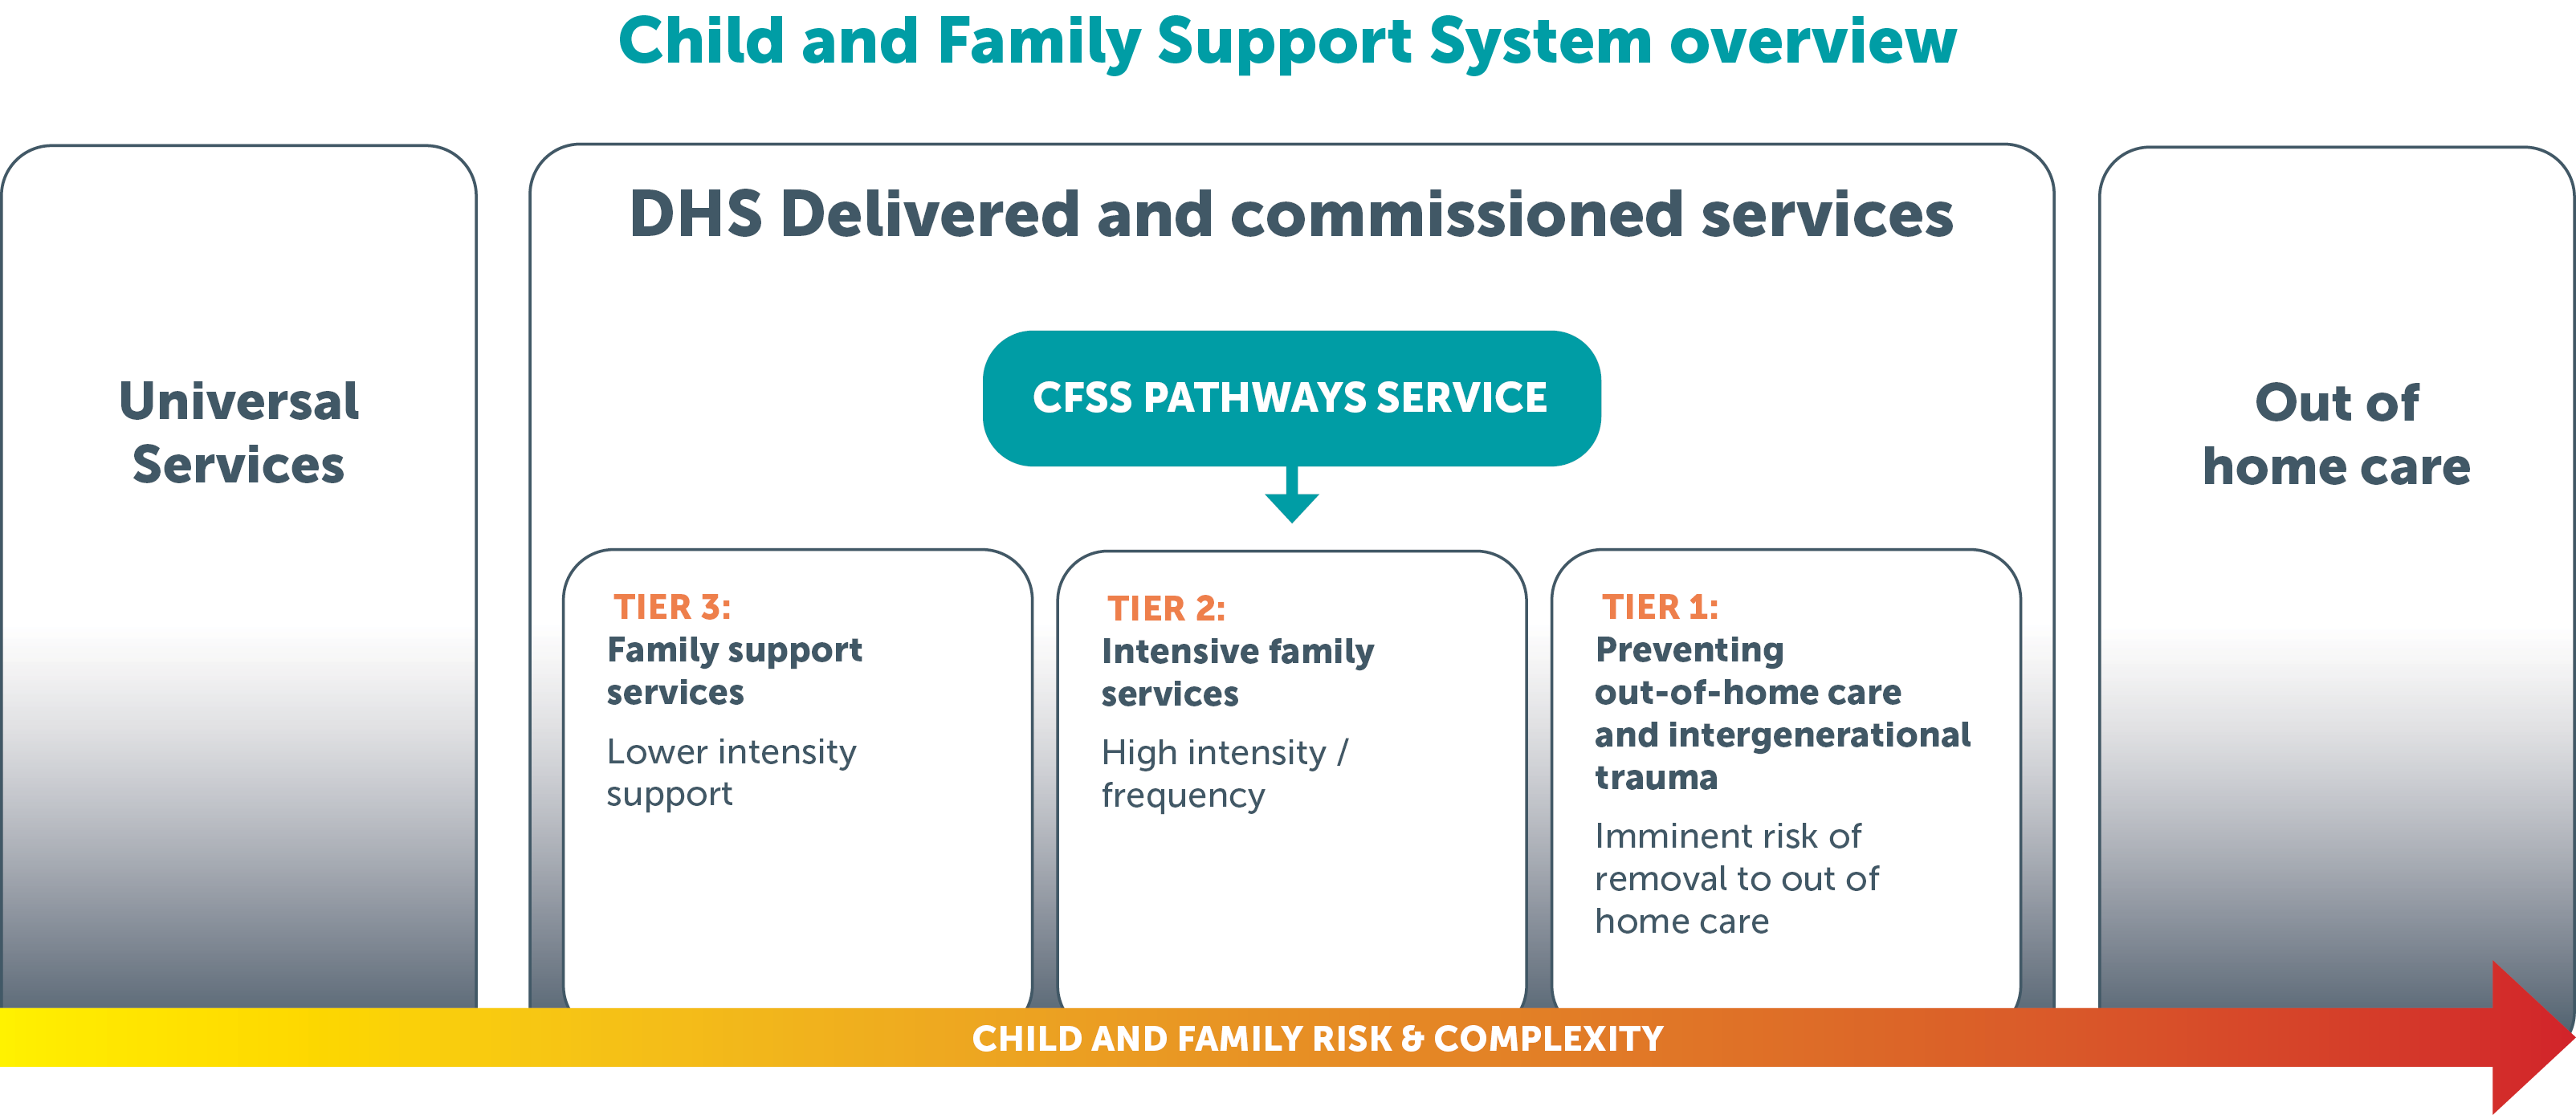 Child and Family Support System overview
Universal
Services
DHS Delivered and commissioned services
CFSS PATHWAYS SERVICE
TIER 3:
Family support
services
Lower intensity
support
TIER 2:
Intensive family
services
High intensity /
frequency
TIER 1:
Preventing
out-of-home care
and intergenerational
trauma
Imminent risk of
removal to out of
home care
Out of
home care
CHILD AND FAMILY RISK & COMPLEXITY